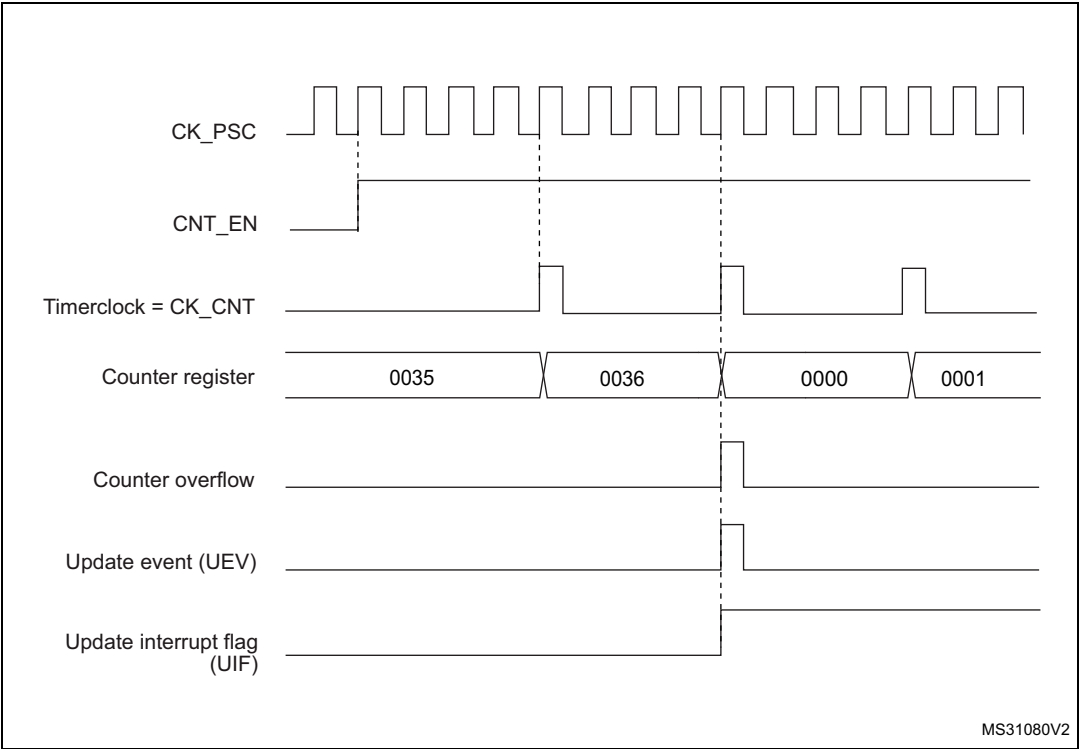 CK_PSC
CNT_EN
Timerclock = CK_CNT
Counter register
0035
0036
0000
0001
Counter overflow
Update event (UEV)
Update interrupt flag
(UIF)
MS31080V2